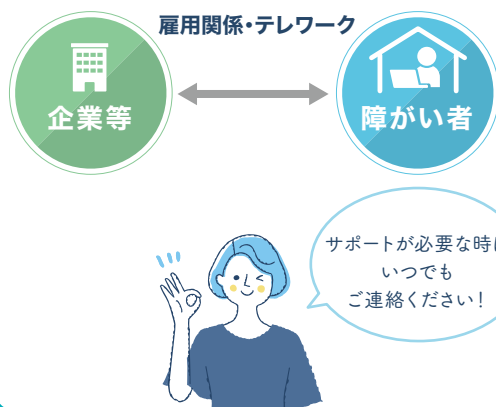 雇用関係・テレワーク
企業等
障がい者
サポートが必要な時に
いつでも
ご連絡ください！